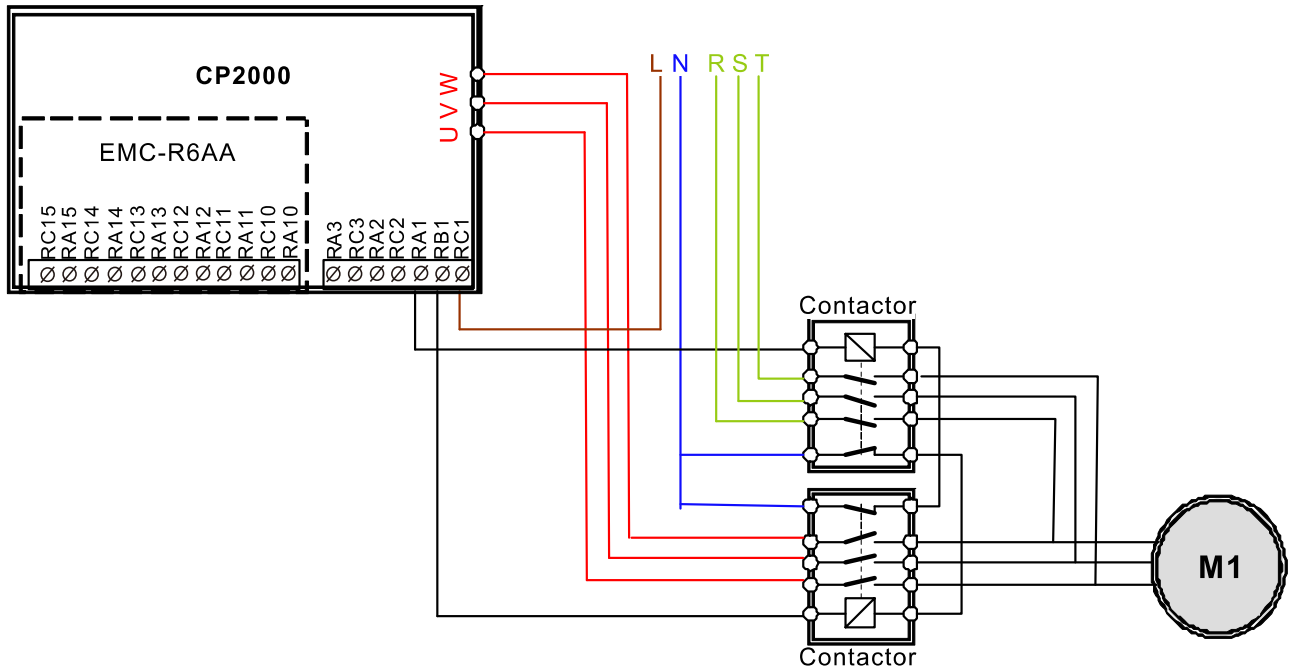 CP2000
U V W
L N R S T
EMC-R6AA
RC15
RA15
RC14
RA14
RC13
RA13
RC12
RA12
RC11
RA11
RC10
RA10
RA3
RC3
RA2
RC2
RA1
RB1
RC1
Contactor
M1
Contactor